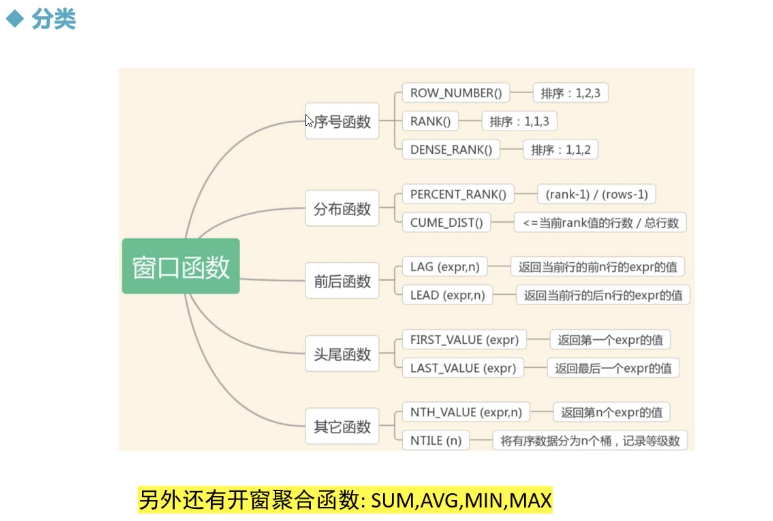 ◆ 分类
窗口函数
序号函数
ROW_NUMBER() 排序：1,2,3
RANK() 排序：1,1,3
DENSE_RANK() 排序：1,1,2
分布函数
PERCENT_RANK() (rank-1) / (rows-1)
CUME_DIST() <=当前rank值的行数 / 总行数
前后函数
LAG (expr,n) 返回当前行的前n行的expr的值
LEAD (expr,n) 返回当前行的后n行的expr的值
头尾函数
FIRST_VALUE (expr) 返回第一个expr的值
LAST_VALUE (expr) 返回最后一个expr的值
其它函数
NTH_VALUE (expr,n) 返回第n个expr的值
NTILE (n) 将有序数据分为n个桶，记录等级数
另外还有开窗聚合函数: SUM,AVG,MIN,MAX